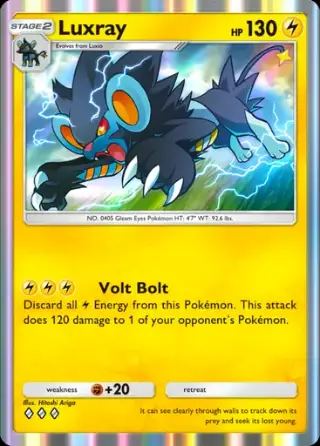 STAGE 2 Luxray HP 130
Evolves from Luxio
NO. 0405 Gleam Eyes Pokémon HT: 4'7" WT: 92.6 lbs.
Volt Bolt
Discard all Energy from this Pokémon. This attack
does 120 damage to 1 of your opponent's Pokémon.
weakness +20 retreat
Illus. Hitoshi Ariga
It can see clearly through walls to track down its
prey and seek its lost young.